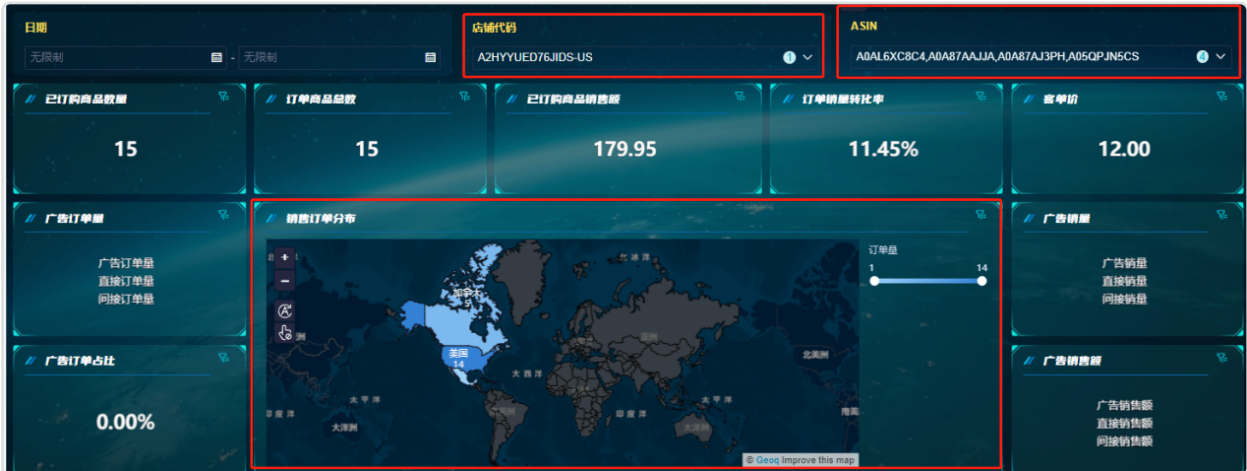 日期
店铺代码
ASIN
无限制 - 无限制
A2HYYUED76JIDS-US 1
A0AL6XC8C4,A0A87AAJJA,A0A87AJ3PH,A05QPJN5CS 4
已订购商品数量
订单商品总数
已订购商品销售额
订单销量转化率
客单价
15
15
179.95
11.45%
12.00
广告订单量
销售订单分布
广告销量
广告订单量
直接订单量
间接订单量
+
−
北冰洋
订单量
1 14
加拿大
9
美国
14
北美洲
大西洋
太平洋
太平洋
印度洋
印度洋
大洋洲
© Geoq Improve this map
广告销量
直接销量
间接销量
广告订单占比
0.00%
广告销售额
广告销售额
直接销售额
间接销售额